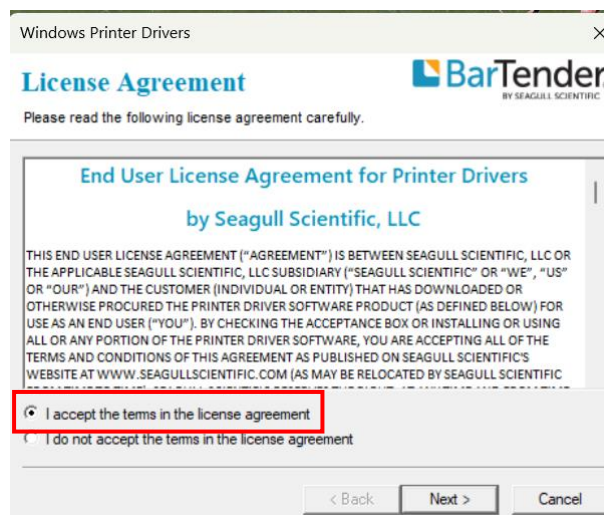 Windows Printer Drivers
License Agreement
BarTender
BY SEAGULL SCIENTIFIC
Please read the following license agreement carefully.
End User License Agreement for Printer Drivers
by Seagull Scientific, LLC
THIS END USER LICENSE AGREEMENT (“AGREEMENT”) IS BETWEEN SEAGULL SCIENTIFIC, LLC OR
THE APPLICABLE SEAGULL SCIENTIFIC, LLC SUBSIDIARY (“SEAGULL SCIENTIFIC” OR “WE”, “US”
OR “OUR”) AND THE CUSTOMER (INDIVIDUAL OR ENTITY) THAT HAS DOWNLOADED OR
OTHERWISE PROCURED THE PRINTER DRIVER SOFTWARE PRODUCT (AS DEFINED BELOW) FOR
USE AS AN END USER (“YOU”). BY CHECKING THE ACCEPTANCE BOX OR INSTALLING OR USING
ALL OR ANY PORTION OF THE PRINTER DRIVER SOFTWARE, YOU ARE ACCEPTING ALL OF THE
TERMS AND CONDITIONS OF THIS AGREEMENT AS PUBLISHED ON SEAGULL SCIENTIFIC'S
WEBSITE AT WWW.SEAGULLSCIENTIFIC.COM (AS MAY BE RELOCATED BY SEAGULL SCIENTIFIC
I accept the terms in the license agreement
I do not accept the terms in the license agreement
< Back
Next >
Cancel